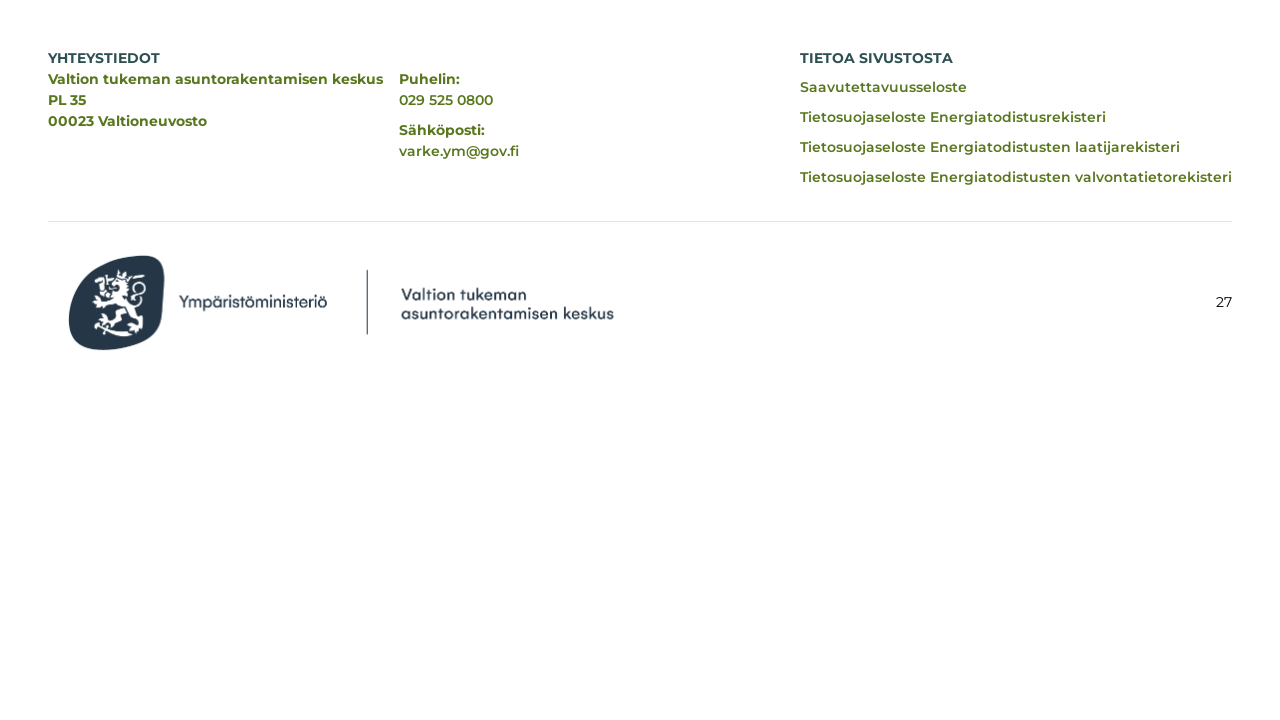 YHTEYSTIEDOT
Valtion tukeman asuntorakentamisen keskus
PL 35
00023 Valtioneuvosto
Puhelin:
029 525 0800
Sähköposti:
varke.ym@gov.fi
TIETOA SIVUSTOSTA
Saavutettavuusseloste
Tietosuojaseloste Energiatodistusrekisteri
Tietosuojaseloste Energiatodistusten laatijarekisteri
Tietosuojaseloste Energiatodistusten valvontatietorekisteri
Ympäristöministeriö
Valtion tukeman
asuntorakentamisen keskus
27